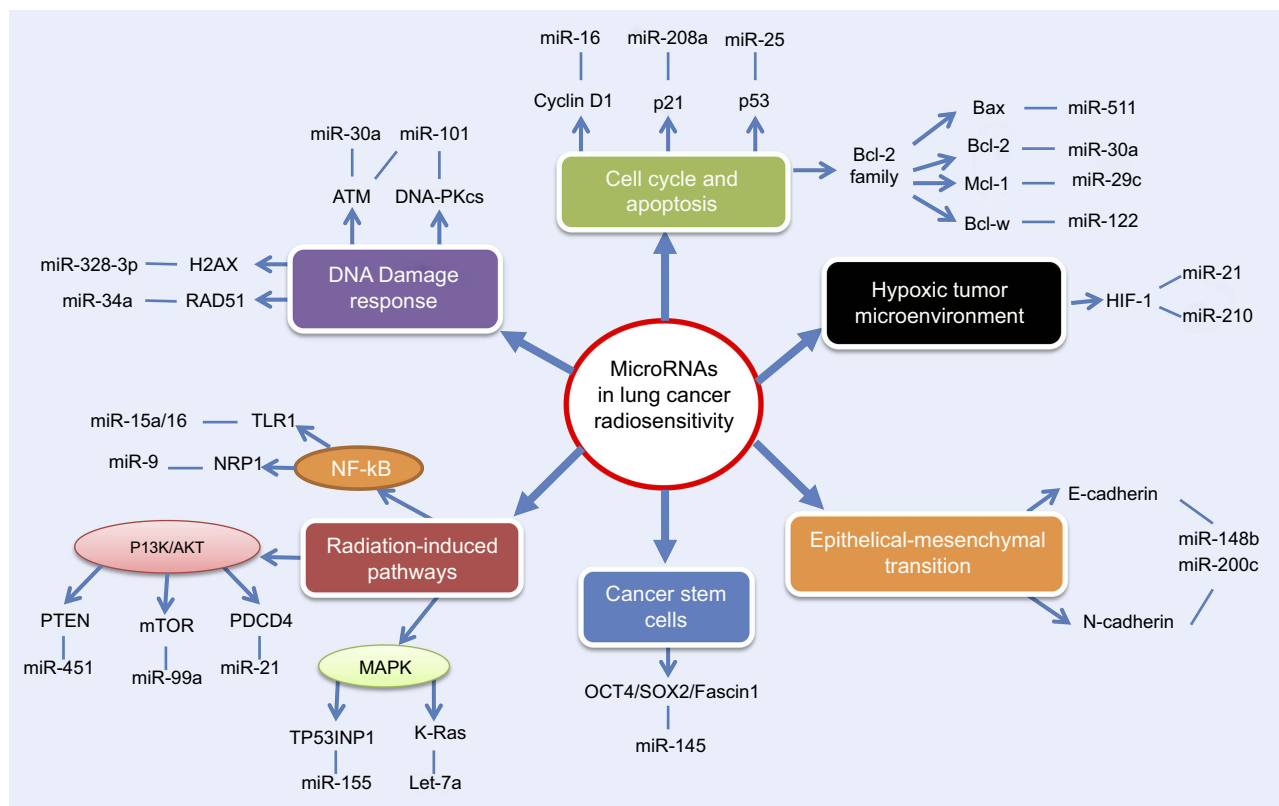 miR-16
miR-208a
miR-25
Cyclin D1
p21
p53
Cell cycle and
apoptosis
Bcl-2
family
Bax
miR-511
Bcl-2
miR-30a
Mcl-1
miR-29c
Bcl-w
miR-122
miR-30a
miR-101
ATM
DNA-PKcs
miR-328-3p
H2AX
miR-34a
RAD51
DNA Damage
response
Hypoxic tumor
microenvironment
HIF-1
miR-21
miR-210
MicroRNAs
in lung cancer
radiosensitivity
miR-15a/16
TLR1
miR-9
NRP1
NF-kB
P13K/AKT
Radiation-induced
pathways
PTEN
mTOR
PDCD4
miR-451
miR-99a
miR-21
MAPK
TP53INP1
K-Ras
miR-155
Let-7a
Cancer stem
cells
OCT4/SOX2/Fascin1
miR-145
Epithelical-mesenchymal
transition
E-cadherin
miR-148b
miR-200c
N-cadherin